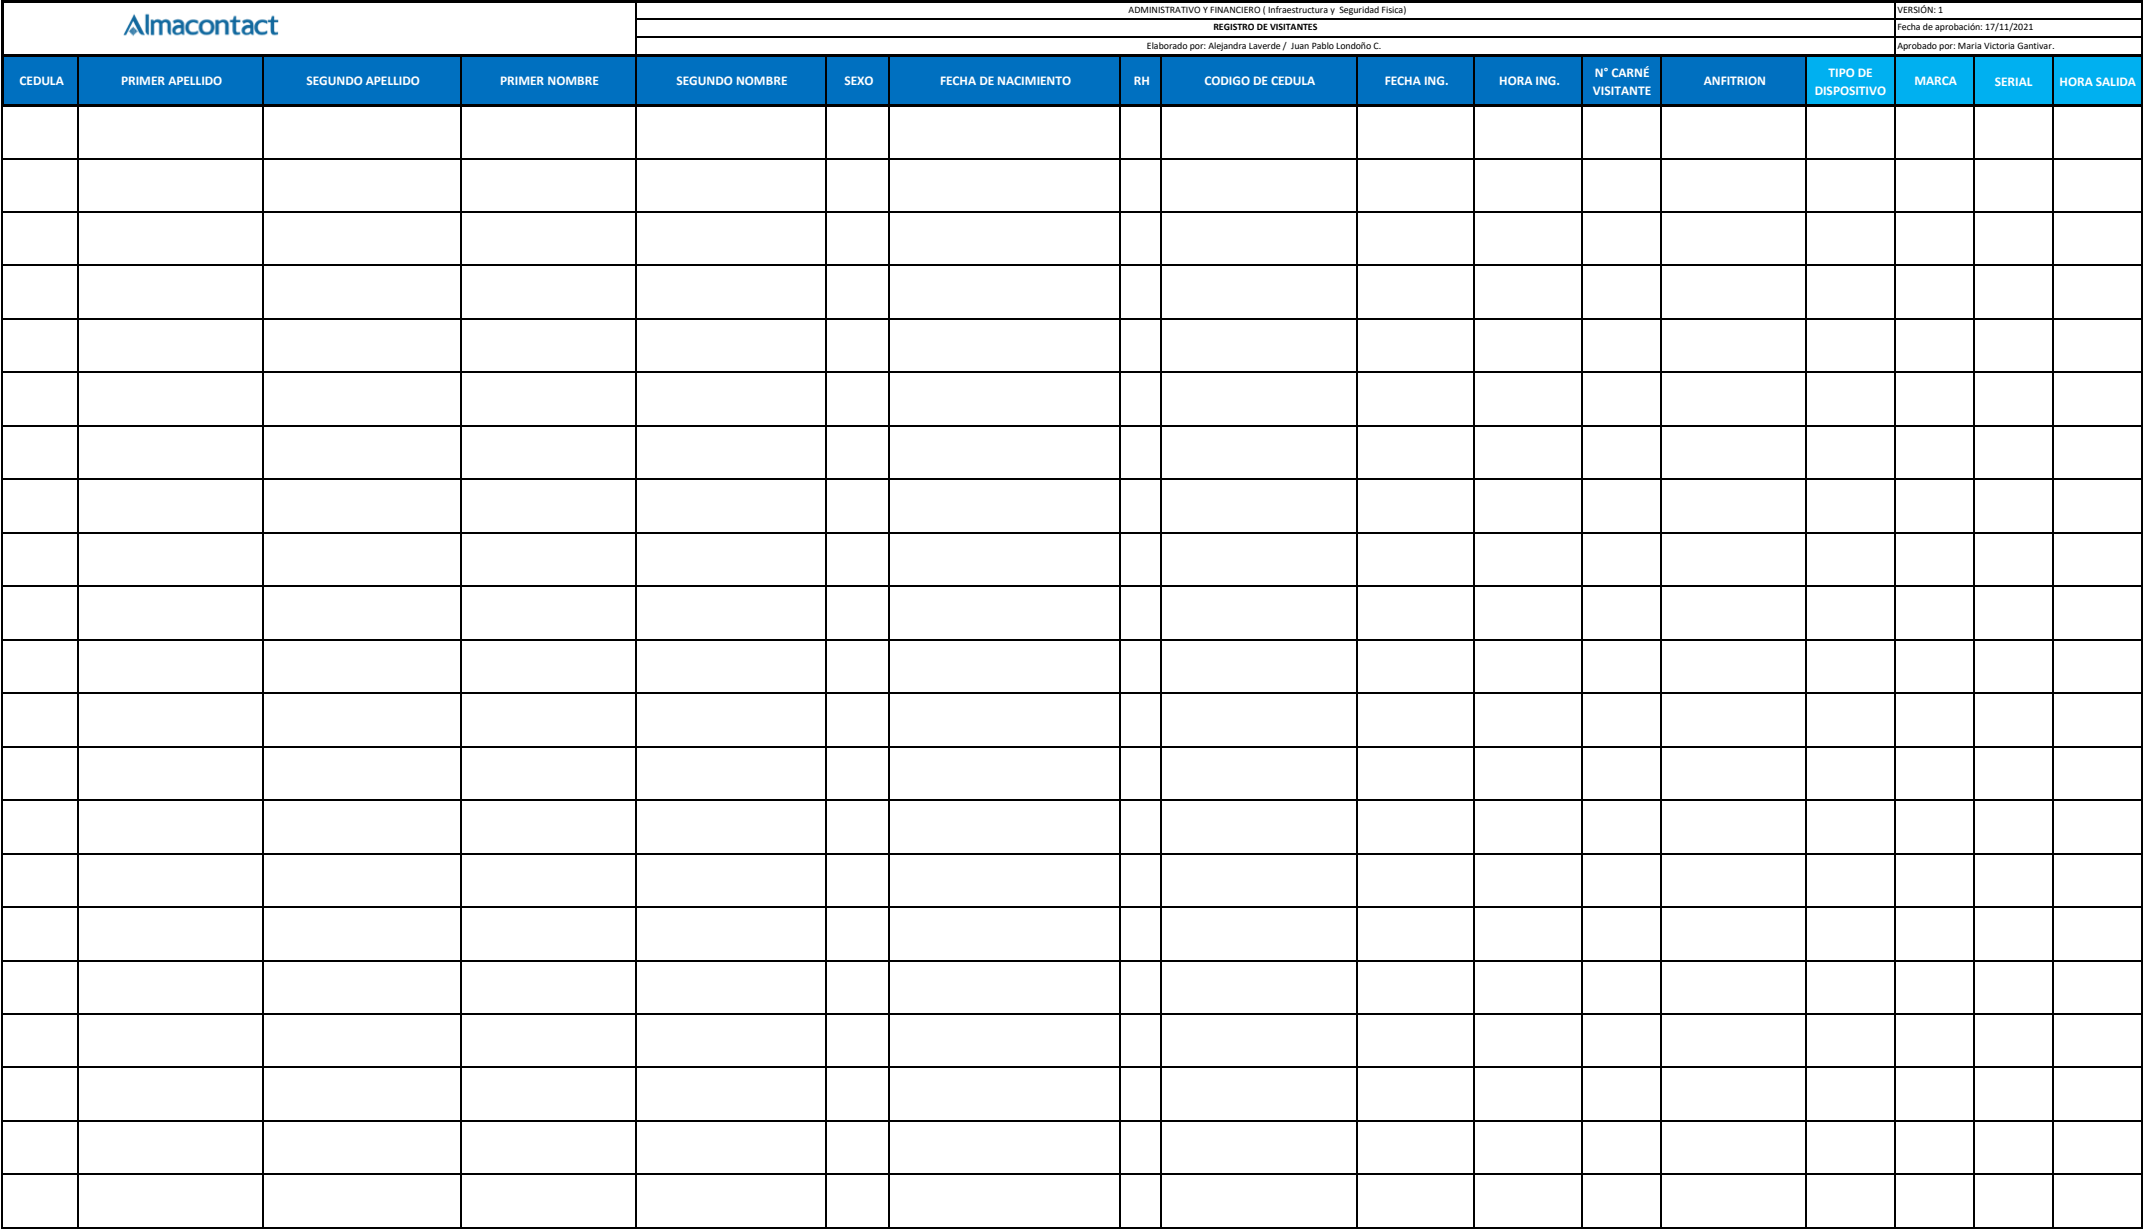 Almacontact
ADMINISTRATIVO Y FINANCIERO ( Infraestructura y Seguridad Fisica)
REGISTRO DE VISITANTES
Elaborado por: Alejandra Laverde / Juan Pablo Londoño C.
VERSIÓN: 1
Fecha de aprobación: 17/11/2021
Aprobado por: Maria Victoria Gantivar.
CEDULA
PRIMER APELLIDO
SEGUNDO APELLIDO
PRIMER NOMBRE
SEGUNDO NOMBRE
SEXO
FECHA DE NACIMIENTO
RH
CODIGO DE CEDULA
FECHA ING.
HORA ING.
N° CARNÉ
VISITANTE
ANFITRION
TIPO DE
DISPOSITIVO
MARCA
SERIAL
HORA SALIDA